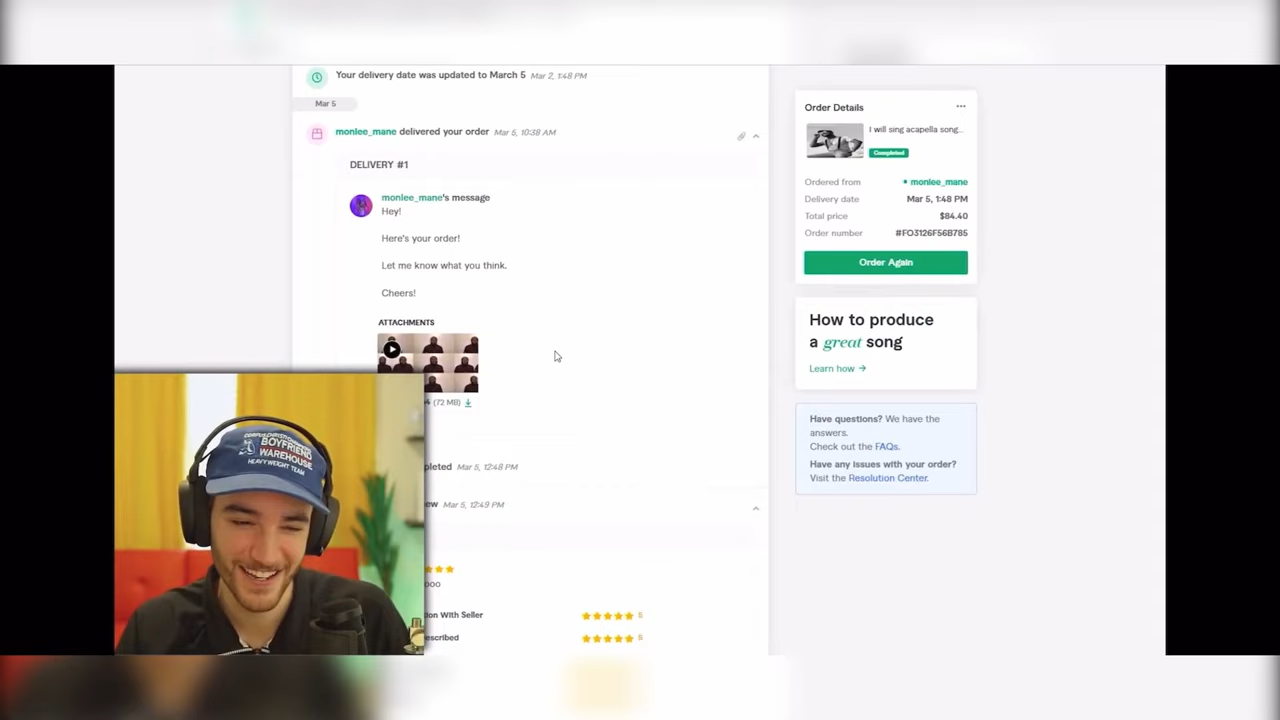 Your delivery date was updated to March 5 Mar 2, 1:48 PM
Mar 5
monlee_mane delivered your order Mar 5, 10:38 AM
DELIVERY #1
monlee_mane's message
Hey!
Here's your order!
Let me know what you think.
Cheers!
ATTACHMENTS
(72 MB)
pleted Mar 5, 12:48 PM
ew Mar 5, 12:49 PM
ooo
ion With Seller 5
escribed 5
Order Details
I will sing acapella song...
Completed
Ordered from monlee_mane
Delivery date Mar 5, 1:48 PM
Total price $84.40
Order number #FO3126F56B785
Order Again
How to produce
a great song
Learn how →
Have questions? We have the
answers.
Check out the FAQs.
Have any issues with your order?
Visit the Resolution Center.
BOYFRIEND
WAREHOUSE
HEAVYWEIGHT TEAM